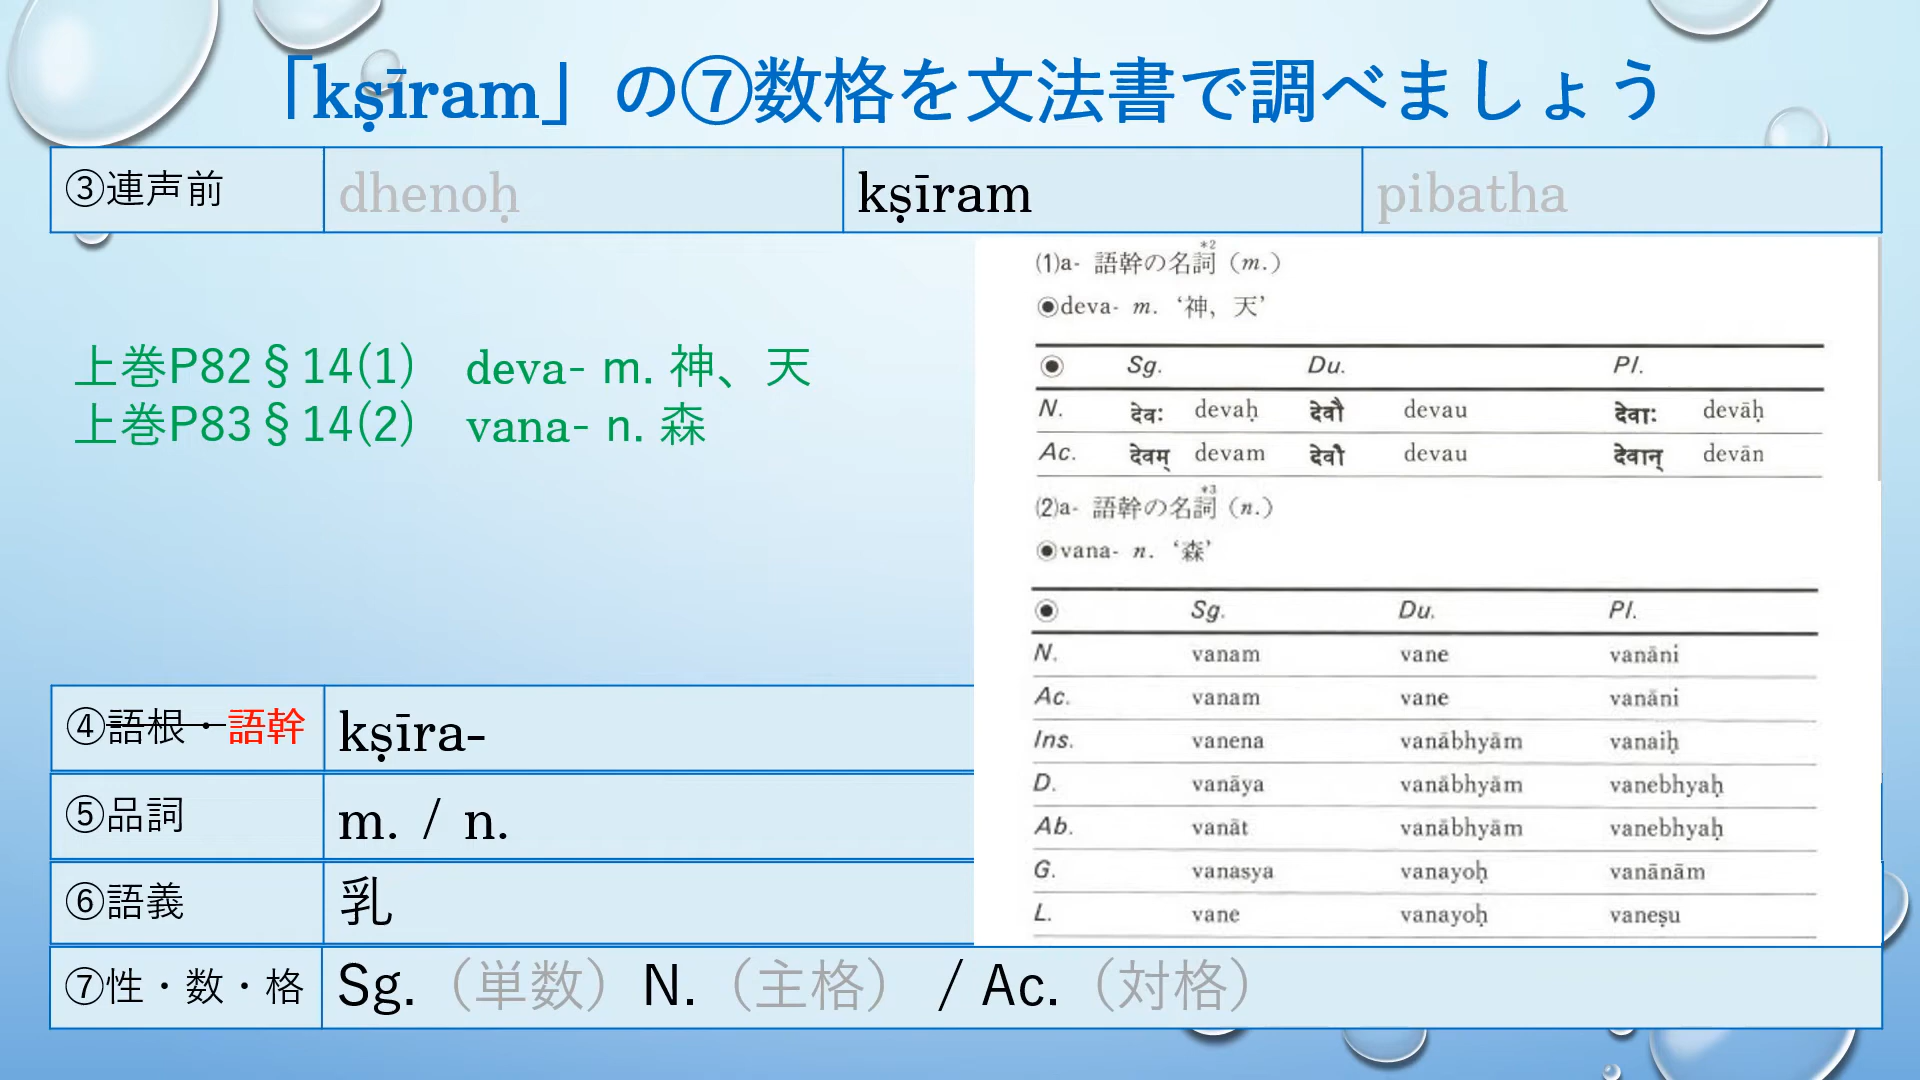 「kṣīram」の⑦数格を文法書で調べましょう
③連声前 dhenoḥ kṣīram pibatha
上巻P82§14(1) deva- m. 神、天
上巻P83§14(2) vana- n. 森
*2
(1)a- 語幹の名詞（m.）
◉deva- m. ‘神，天’
◉ Sg. Du. Pl.
N. देवः devaḥ देवौ devau देवाः devāḥ
Ac. देवम् devam देवौ devau देवान् devān
*3
(2)a- 語幹の名詞（n.）
◉vana- n. ‘森’
◉ Sg. Du. Pl.
N. vanam vane vanāni
Ac. vanam vane vanāni
Ins. vanena vanābhyām vanaiḥ
D. vanāya vanābhyām vanebhyaḥ
Ab. vanāt vanābhyām vanebhyaḥ
G. vanasya vanayoḥ vanānām
L. vane vanayoḥ vaneṣu
④語根・語幹 kṣīra-
⑤品詞 m. / n.
⑥語義 乳
⑦性・数・格 Sg.（単数）N.（主格） / Ac.（対格）